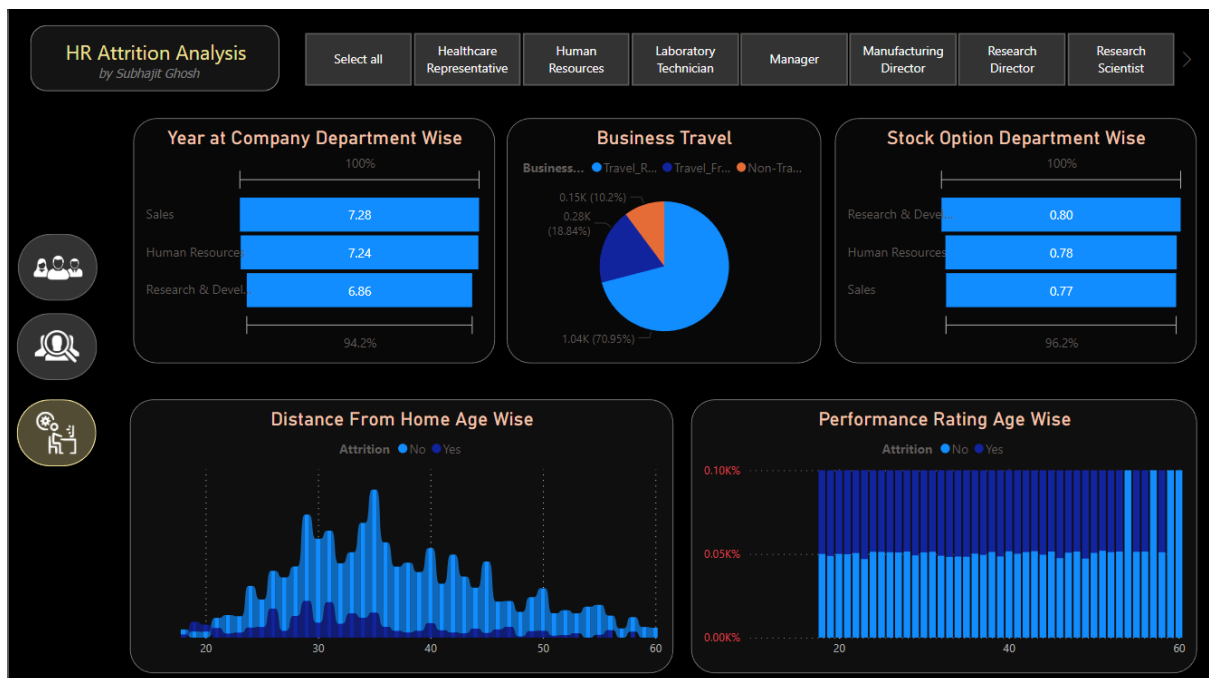 HR Attrition Analysis
by Subhajit Ghosh
Select all
Healthcare
Representative
Human
Resources
Laboratory
Technician
Manager
Manufacturing
Director
Research
Director
Research
Scientist
Year at Company Department Wise
100%
Sales
7.28
Human Resources
7.24
Research & Devel...
6.86
94.2%
Business Travel
Business... Travel_R... Travel_Fr... Non-Tra...
0.15K (10.2%)
0.28K
(18.84%)
1.04K (70.95%)
Stock Option Department Wise
100%
Research & Devel...
0.80
Human Resources
0.78
Sales
0.77
96.2%
Distance From Home Age Wise
Attrition No Yes
20 30 40 50 60
Performance Rating Age Wise
Attrition No Yes
0.10K%
0.05K%
0.00K%
20 40 60